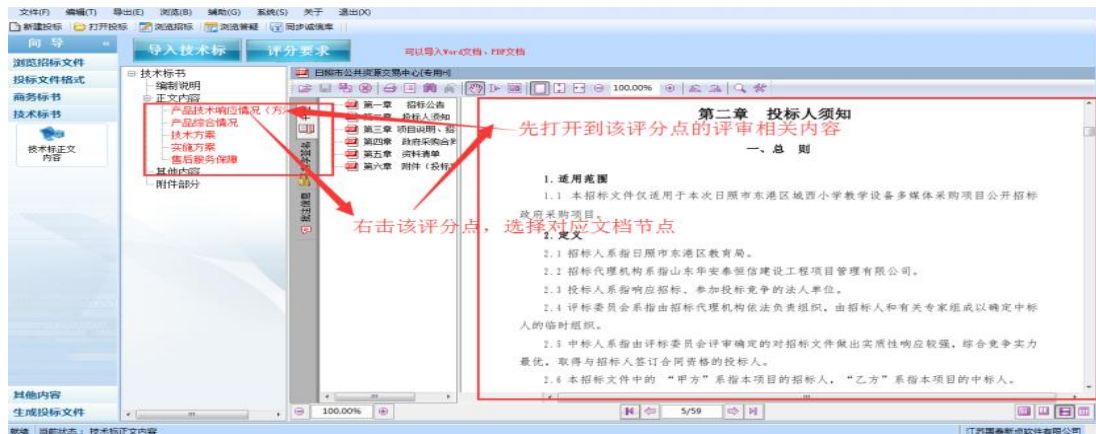 文件(F) 编辑(T) 导出(E) 浏览(B) 辅助(G) 系统(S) 关于 退出(X)
新建投标 打开投标 浏览招标 浏览答疑 同步诚信库
向 导 «
导入技术标 评分要求
可以导入Word文档、PDF文档
浏览招标文件
投标文件格式
商务标书
技术标书
技术标正文
内容
其他内容
生成投标文件
技术标书
编制说明
正文内容
产品技术响应情况（方
产品综合情况
技术方案
实施方案
售后服务保障
其他内容
附件部分
日照市公共资源交易中心[专用]
100.00%
第一章 招标公告
第二章 投标人须知
第三章 项目说明、招
第四章 政府采购合
第五章 资料清单
第六章 附件（投标
批注信息
先打开到该评分点的评审相关内容
右击该评分点，选择对应文档节点
第二章 投标人须知
一、总 则
1. 适用范围
1.1 本招标文件仅适用于本次日照市东港区城西小学教学设备多媒体采购项目公开招标
政府采购项目。
2. 定义
2.1 招标人系指日照市东港区教育局。
2.2 招标代理机构系指山东华安泰恒信建设工程项目管理有限公司。
2.3 投标人系指响应招标、参加投标竞争的法人单位。
2.4 评标委员会系指由招标代理机构依法负责组织，由招标人和有关专家组成以确定中标
人的临时组织。
2.5 中标人系指由评标委员会评审确定的对招标文件做出实质性响应较强，综合竞争实力
最优，取得与招标人签订合同资格的投标人。
2.6 本招标文件中的 “甲方”系指本项目的招标人，“乙方”系指本项目的中标人。
100.00%
5/59
就绪 当前状态：技术标正文内容
江苏国泰新点软件有限公司